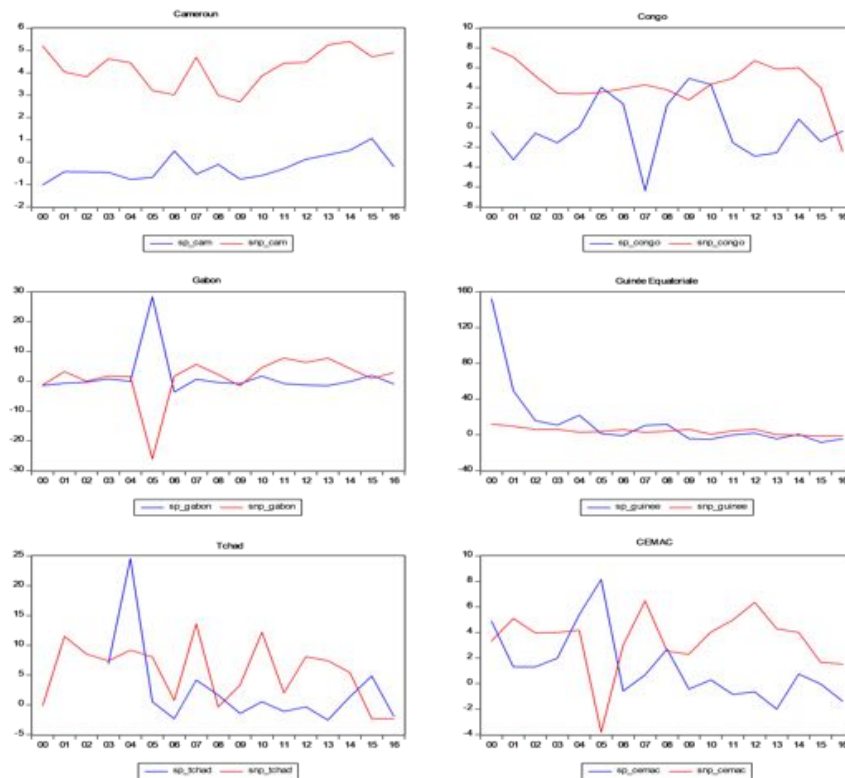 Cameroun
6
5
4
3
2
1
0
-1
-2
00 01 02 03 04 05 06 07 08 09 10 11 12 13 14 15 16
sp_cam snp_cam
Congo
10
8
6
4
2
0
-2
-4
-6
-8
00 01 02 03 04 05 06 07 08 09 10 11 12 13 14 15 16
sp_congo snp_congo
Gabon
30
20
10
0
-10
-20
-30
00 01 02 03 04 05 06 07 08 09 10 11 12 13 14 15 16
sp_gabon snp_gabon
Guinée Equatoriale
160
120
80
40
0
-40
00 01 02 03 04 05 06 07 08 09 10 11 12 13 14 15 16
sp_guinee snp_guinee
Tchad
25
20
15
10
5
0
-5
00 01 02 03 04 05 06 07 08 09 10 11 12 13 14 15 16
sp_tchad snp_tchad
CEMAC
10
8
6
4
2
0
-2
-4
00 01 02 03 04 05 06 07 08 09 10 11 12 13 14 15 16
sp_cemac snp_cemac